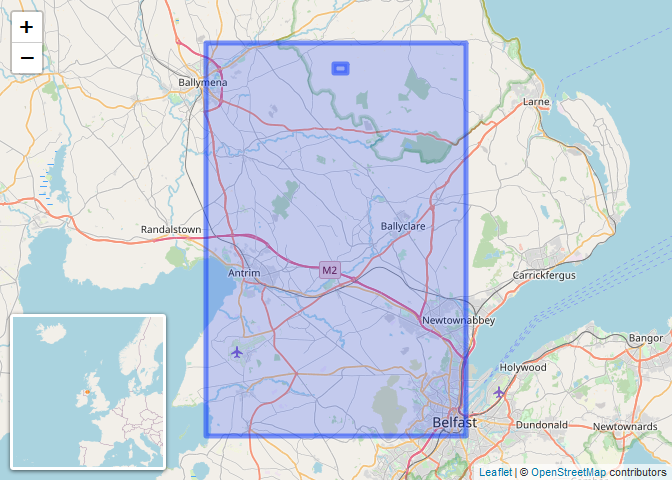 +
−
Ballymena
Larne
Randalstown
Ballyclare
Antrim
M2
Carrickfergus
Newtownabbey
Bangor
Holywood
Belfast
Dundonald
Newtownards
Leaflet | © OpenStreetMap contributors